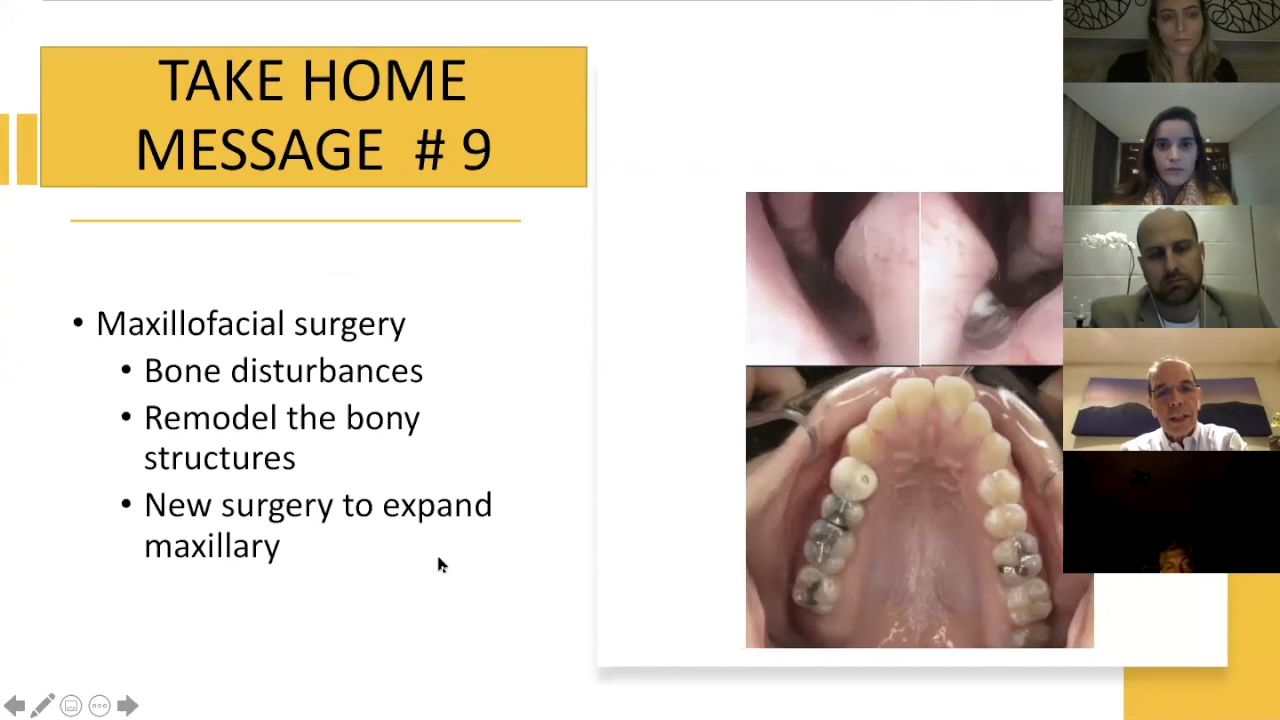 TAKE HOME
MESSAGE # 9
• Maxillofacial surgery
• Bone disturbances
• Remodel the bony
structures
• New surgery to expand
maxillary